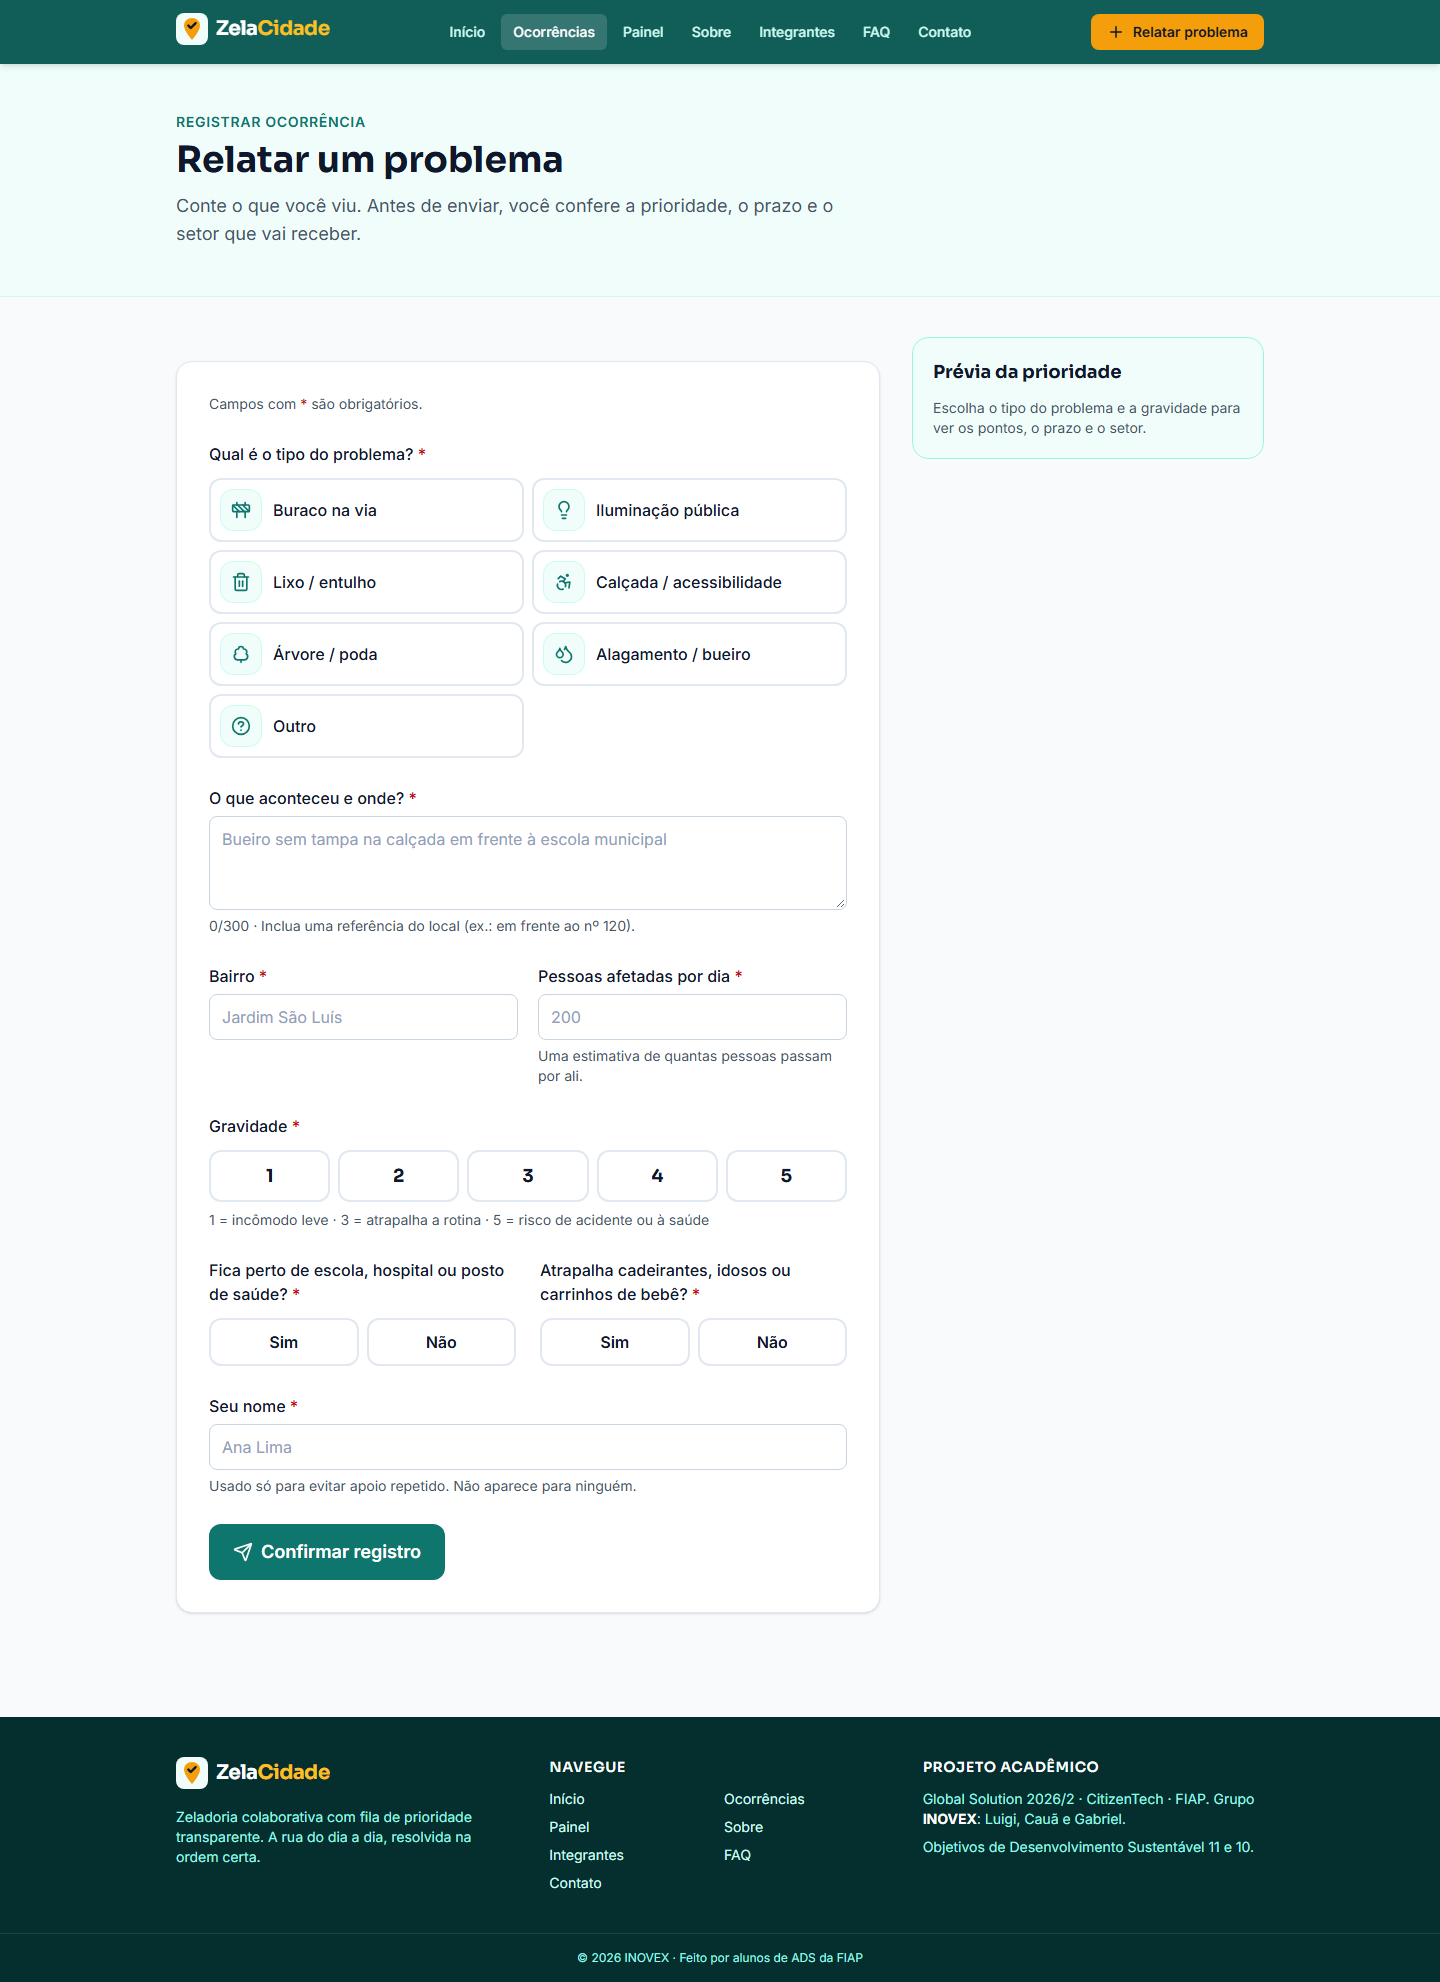 ZelaCidade
Início
Ocorrências
Painel
Sobre
Integrantes
FAQ
Contato
Relatar problema
REGISTRAR OCORRÊNCIA
Relatar um problema
Conte o que você viu. Antes de enviar, você confere a prioridade, o prazo e o
setor que vai receber.
Campos com * são obrigatórios.
Qual é o tipo do problema? *
Buraco na via
Iluminação pública
Lixo / entulho
Calçada / acessibilidade
Árvore / poda
Alagamento / bueiro
Outro
O que aconteceu e onde? *
Bueiro sem tampa na calçada em frente à escola municipal
0/300 · Inclua uma referência do local (ex.: em frente ao nº 120).
Bairro *
Jardim São Luís
Pessoas afetadas por dia *
200
Uma estimativa de quantas pessoas passam
por ali.
Gravidade *
1
2
3
4
5
1 = incômodo leve · 3 = atrapalha a rotina · 5 = risco de acidente ou à saúde
Fica perto de escola, hospital ou posto
de saúde? *
Sim
Não
Atrapalha cadeirantes, idosos ou
carrinhos de bebê? *
Sim
Não
Seu nome *
Ana Lima
Usado só para evitar apoio repetido. Não aparece para ninguém.
Confirmar registro
Prévia da prioridade
Escolha o tipo do problema e a gravidade para
ver os pontos, o prazo e o setor.
ZelaCidade
Zeladoria colaborativa com fila de prioridade
transparente. A rua do dia a dia, resolvida na
ordem certa.
NAVEGUE
Início
Ocorrências
Painel
Sobre
Integrantes
FAQ
Contato
PROJETO ACADÊMICO
Global Solution 2026/2 · CitizenTech · FIAP. Grupo
INOVEX: Luigi, Cauã e Gabriel.
Objetivos de Desenvolvimento Sustentável 11 e 10.
© 2026 INOVEX · Feito por alunos de ADS da FIAP